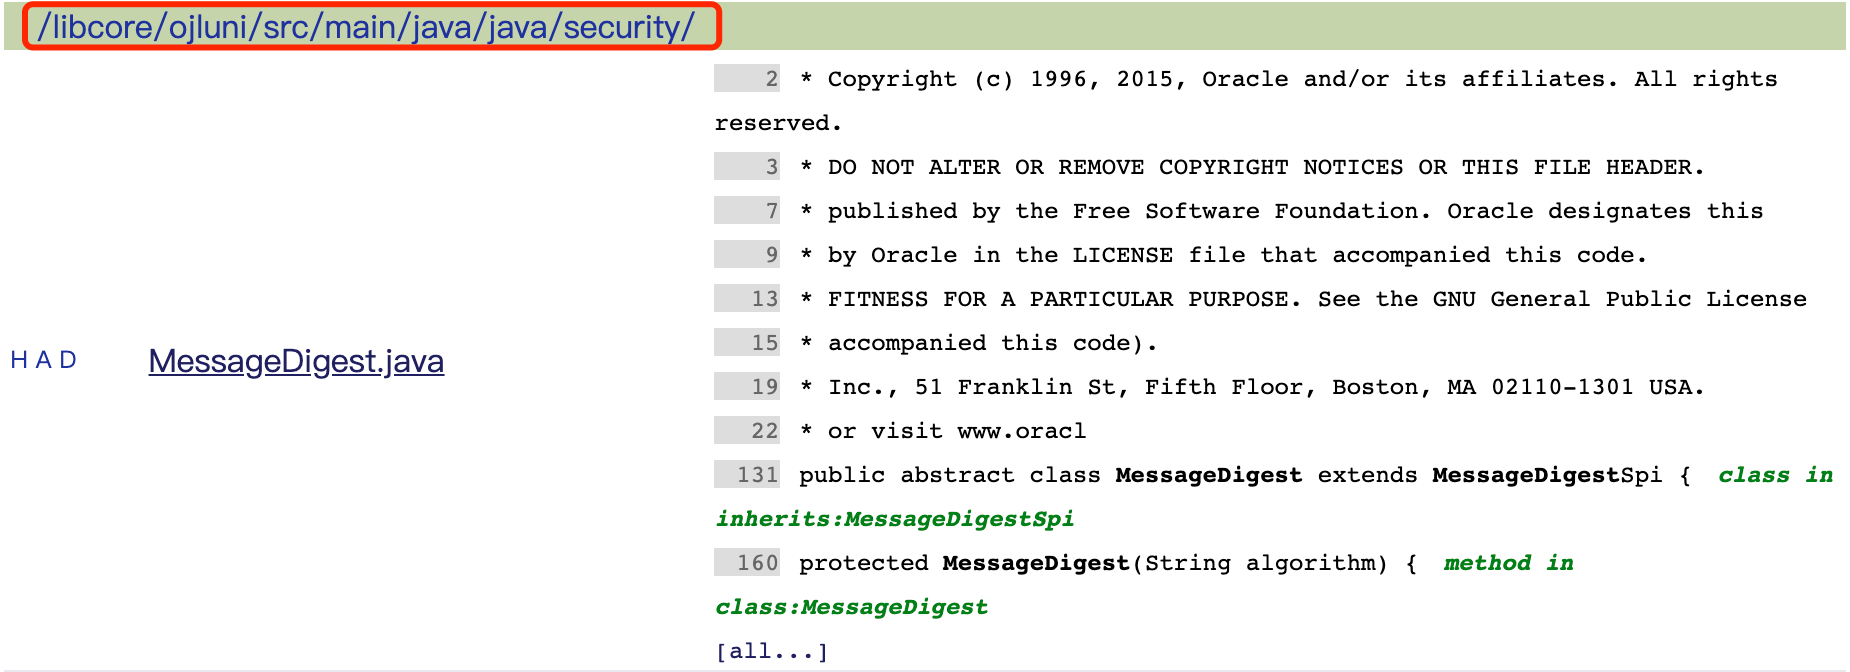 /libcore/ojluni/src/main/java/java/security/
H A D MessageDigest.java
2 * Copyright (c) 1996, 2015, Oracle and/or its affiliates. All rights
reserved.
3 * DO NOT ALTER OR REMOVE COPYRIGHT NOTICES OR THIS FILE HEADER.
7 * published by the Free Software Foundation. Oracle designates this
9 * by Oracle in the LICENSE file that accompanied this code.
13 * FITNESS FOR A PARTICULAR PURPOSE. See the GNU General Public License
15 * accompanied this code).
19 * Inc., 51 Franklin St, Fifth Floor, Boston, MA 02110-1301 USA.
22 * or visit www.oracl
131 public abstract class MessageDigest extends MessageDigestSpi { class in
inherits:MessageDigestSpi
160 protected MessageDigest(String algorithm) { method in
class:MessageDigest
[all...]